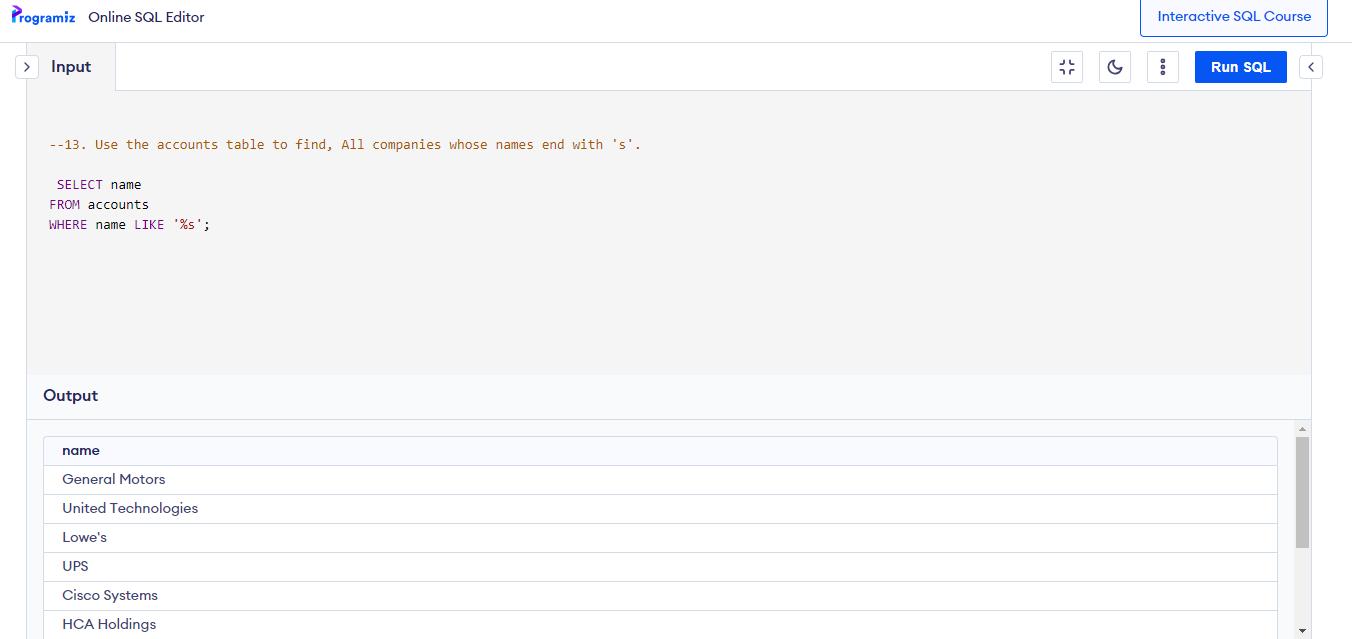 Programiz Online SQL Editor
Interactive SQL Course
Input
Run SQL
--13. Use the accounts table to find, All companies whose names end with 's'.
SELECT name
FROM accounts
WHERE name LIKE '%s';
Output
name
General Motors
United Technologies
Lowe's
UPS
Cisco Systems
HCA Holdings